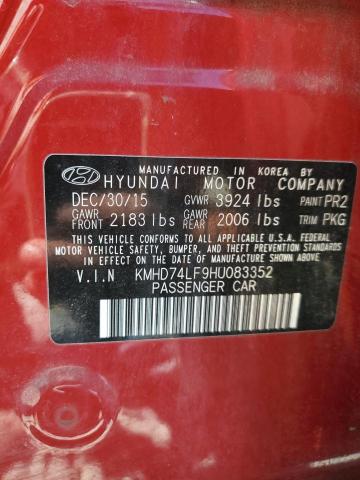 MANUFACTURED IN KOREA BY
HYUNDAI MOTOR COMPANY
DEC/30/15 GVWR 3924 lbs PAINT PR2
GAWR FRONT 2183 lbs GAWR REAR 2006 lbs TRIM PKG
THIS VEHICLE CONFORMS TO ALL APPLICABLE U.S.A. FEDERAL
MOTOR VEHICLE SAFETY, BUMPER, AND THEFT PREVENTION
STANDARDS IN EFFECT ON THE DATE OF MANUFACTURE SHOWN
ABOVE.
V.I.N KMHD74LF9HU083352
PASSENGER CAR